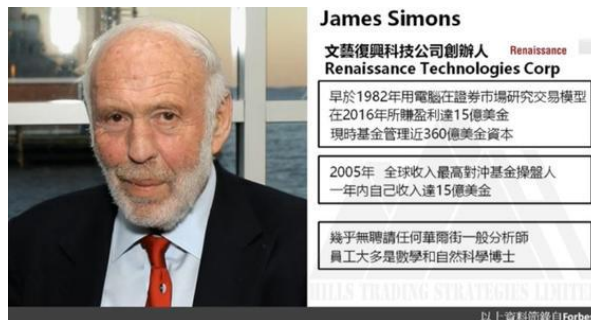 James Simons
文藝復興科技公司創辦人 Renaissance
Renaissance Technologies Corp
早於1982年用電腦在證券市場研究交易模型
在2016年所賺盈利達15億美金
現時基金管理近360億美金資本
2005年 全球收入最高對沖基金操盤人
一年內自己收入達15億美金
幾乎無聘請任何華爾街一般分析師
員工大多是數學和自然科學博士
HILLS TRADING STRATEGIES LIMITED
以上資料節錄自Forbes